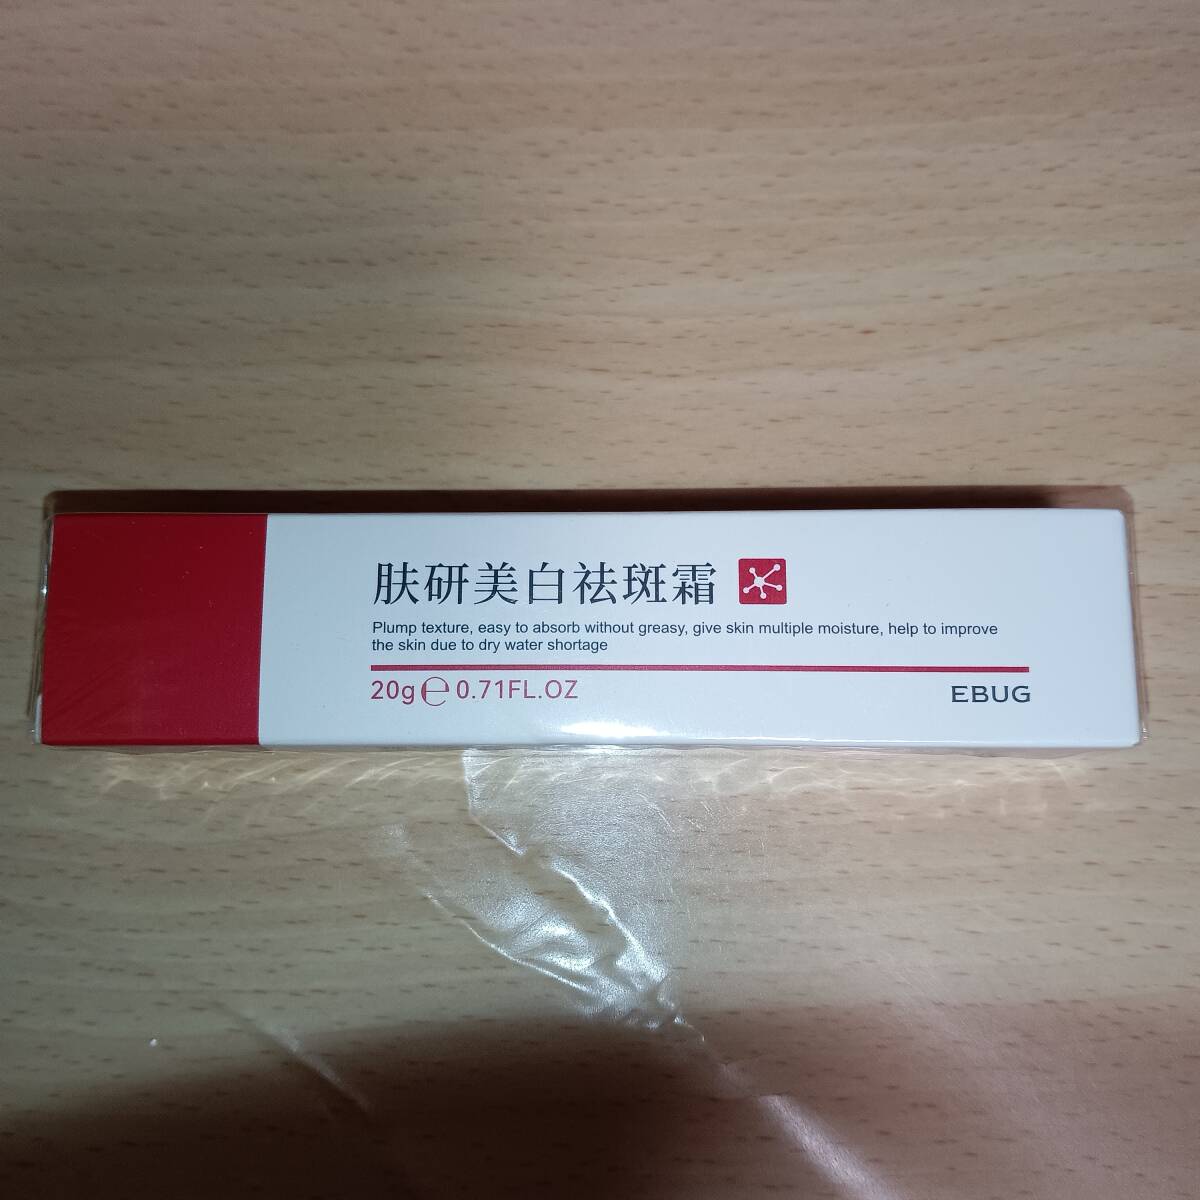 肤研美白祛斑霜
Plump texture, easy to absorb without greasy, give skin multiple moisture, help to improve
the skin due to dry water shortage
20g ℮ 0.71FL.OZ
EBUG